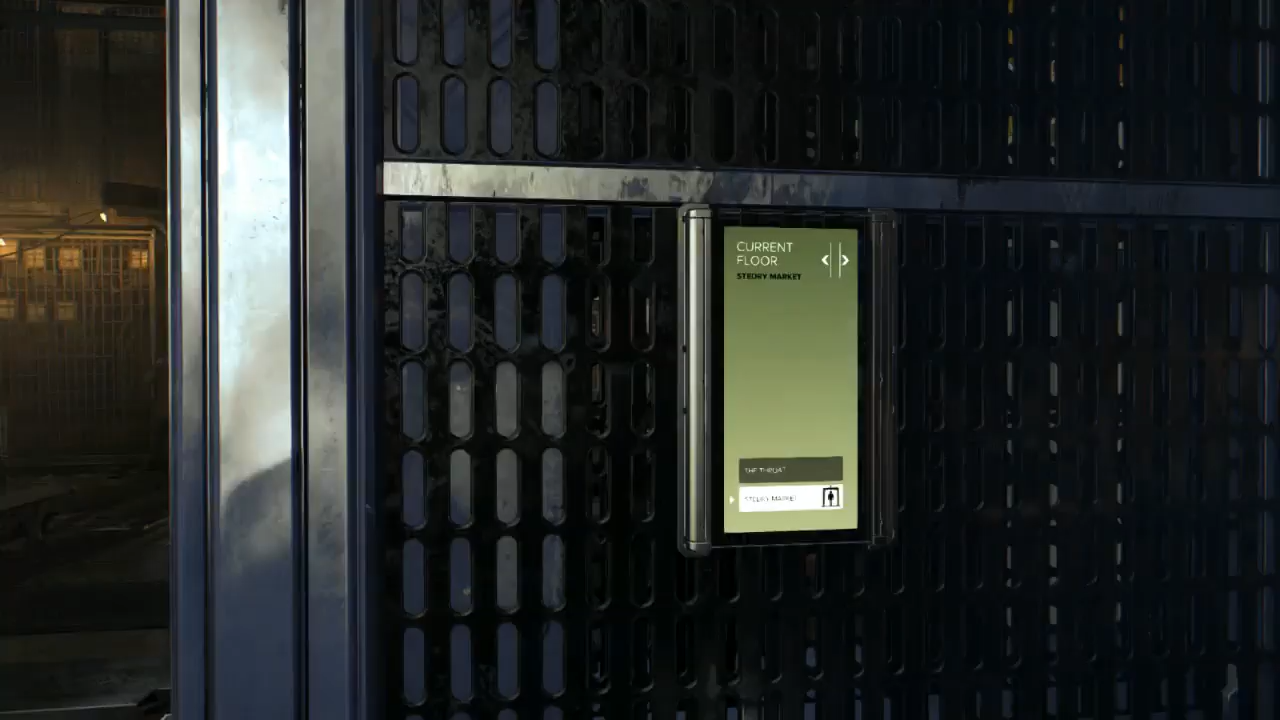 CURRENT
FLOOR
STEDRY MARKET
THE THROAT
STEDRY MARKET